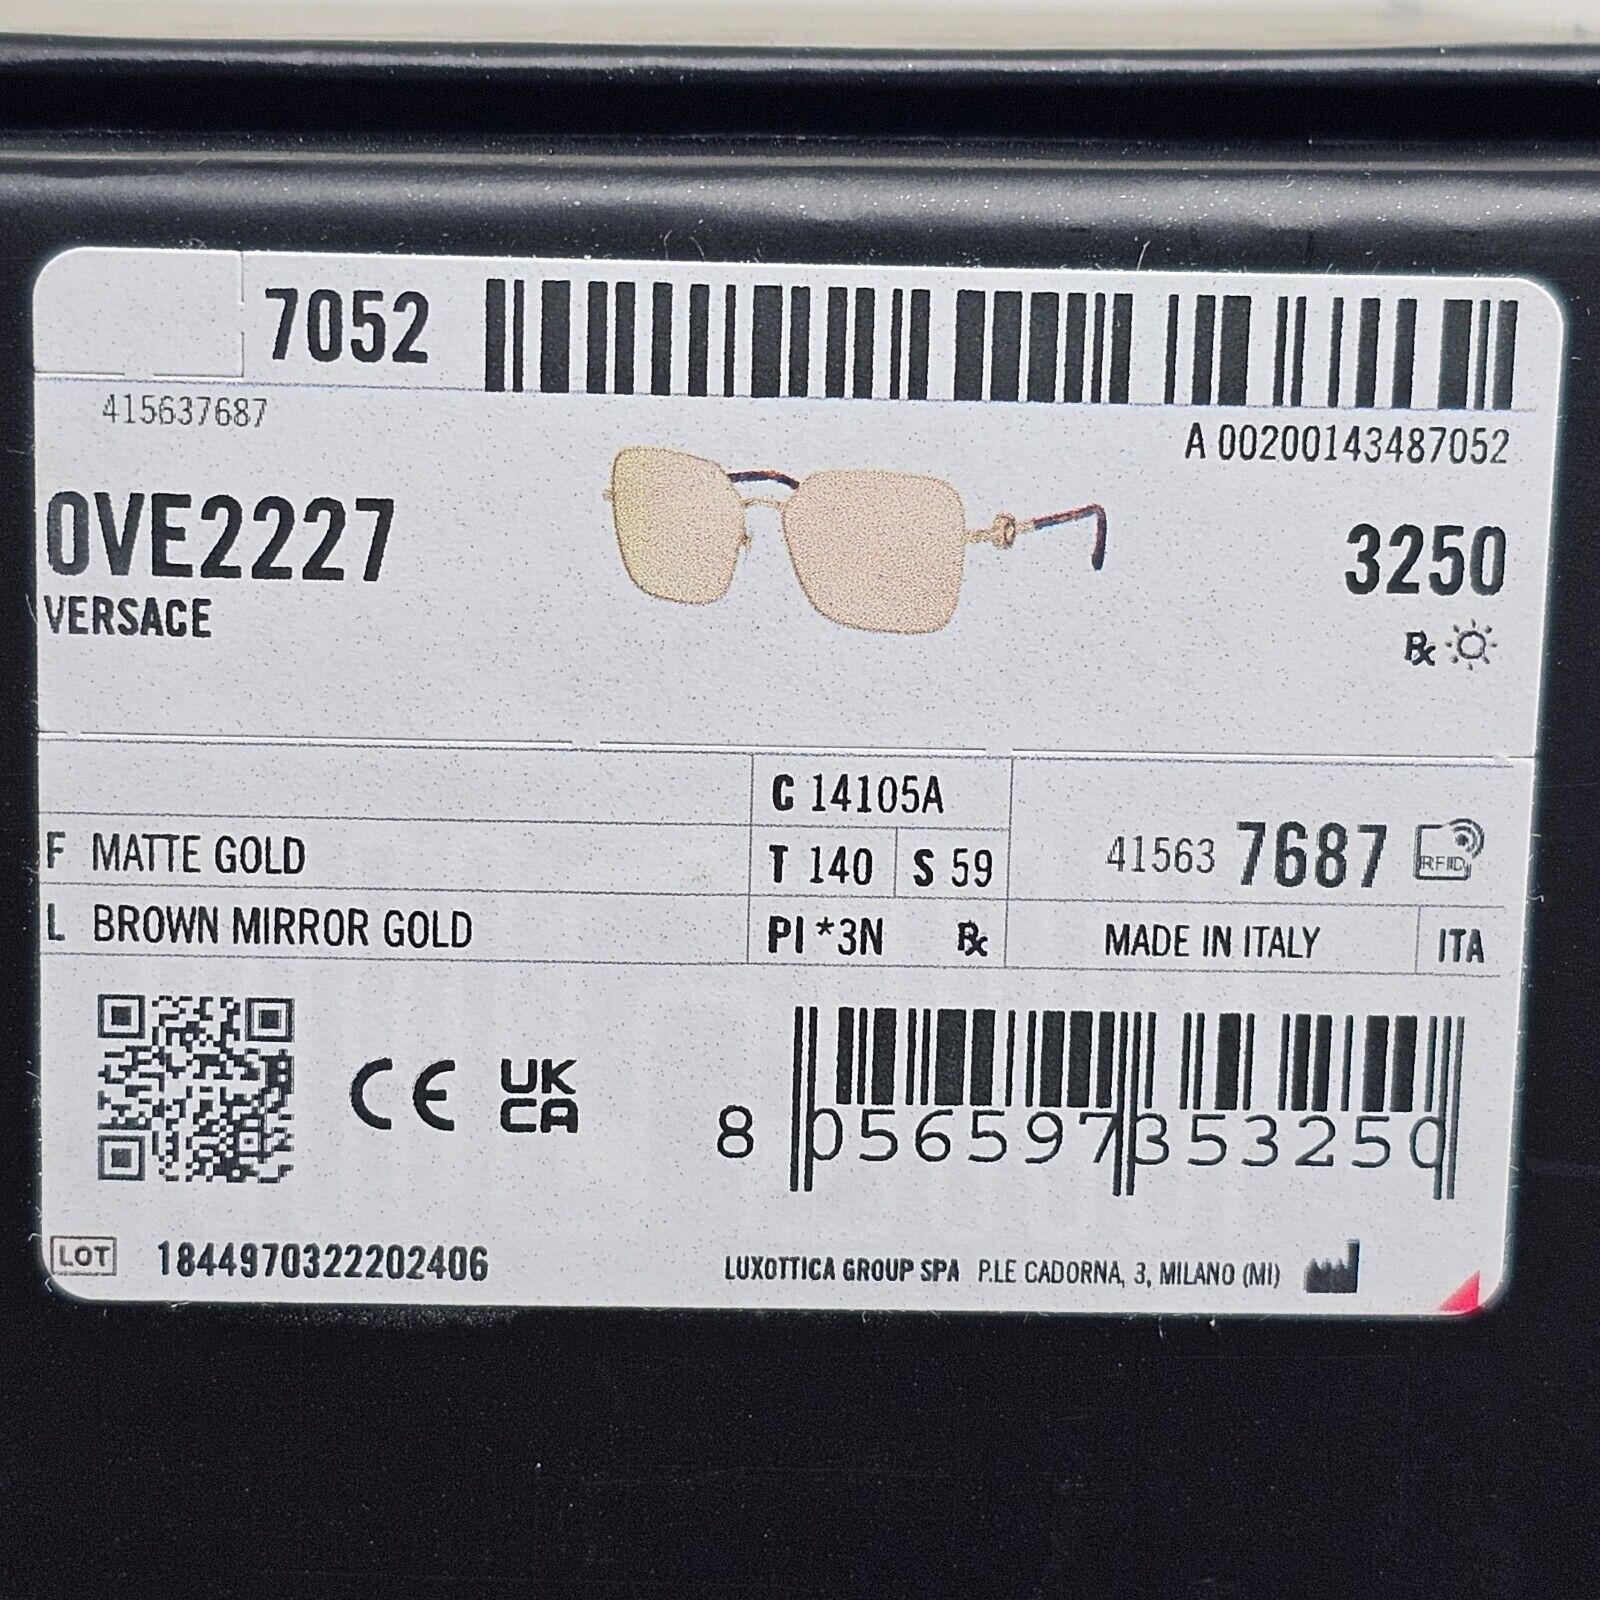 7052
415637687
A 00200143487052
0VE2227
VERSACE
3250
Rx
C 14105A
F MATTE GOLD
T 140 S 59
41563 7687 RFID
L BROWN MIRROR GOLD
PI *3N Rx
MADE IN ITALY ITA
CE UK CA
8 056597 353250
LOT 1844970322202406
LUXOTTICA GROUP SPA P.LE CADORNA, 3, MILANO (MI)